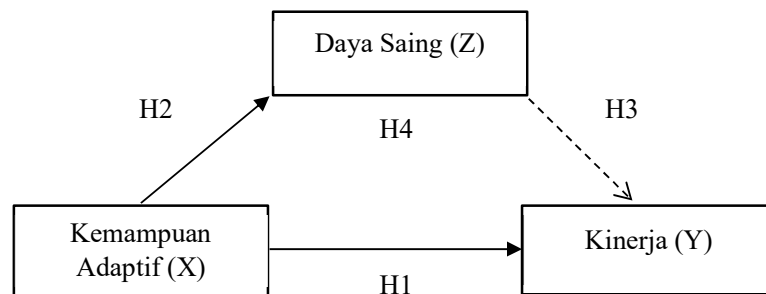 Daya Saing (Z)
H2
H3
H4
Kemampuan
Adaptif (X)
Kinerja (Y)
H1